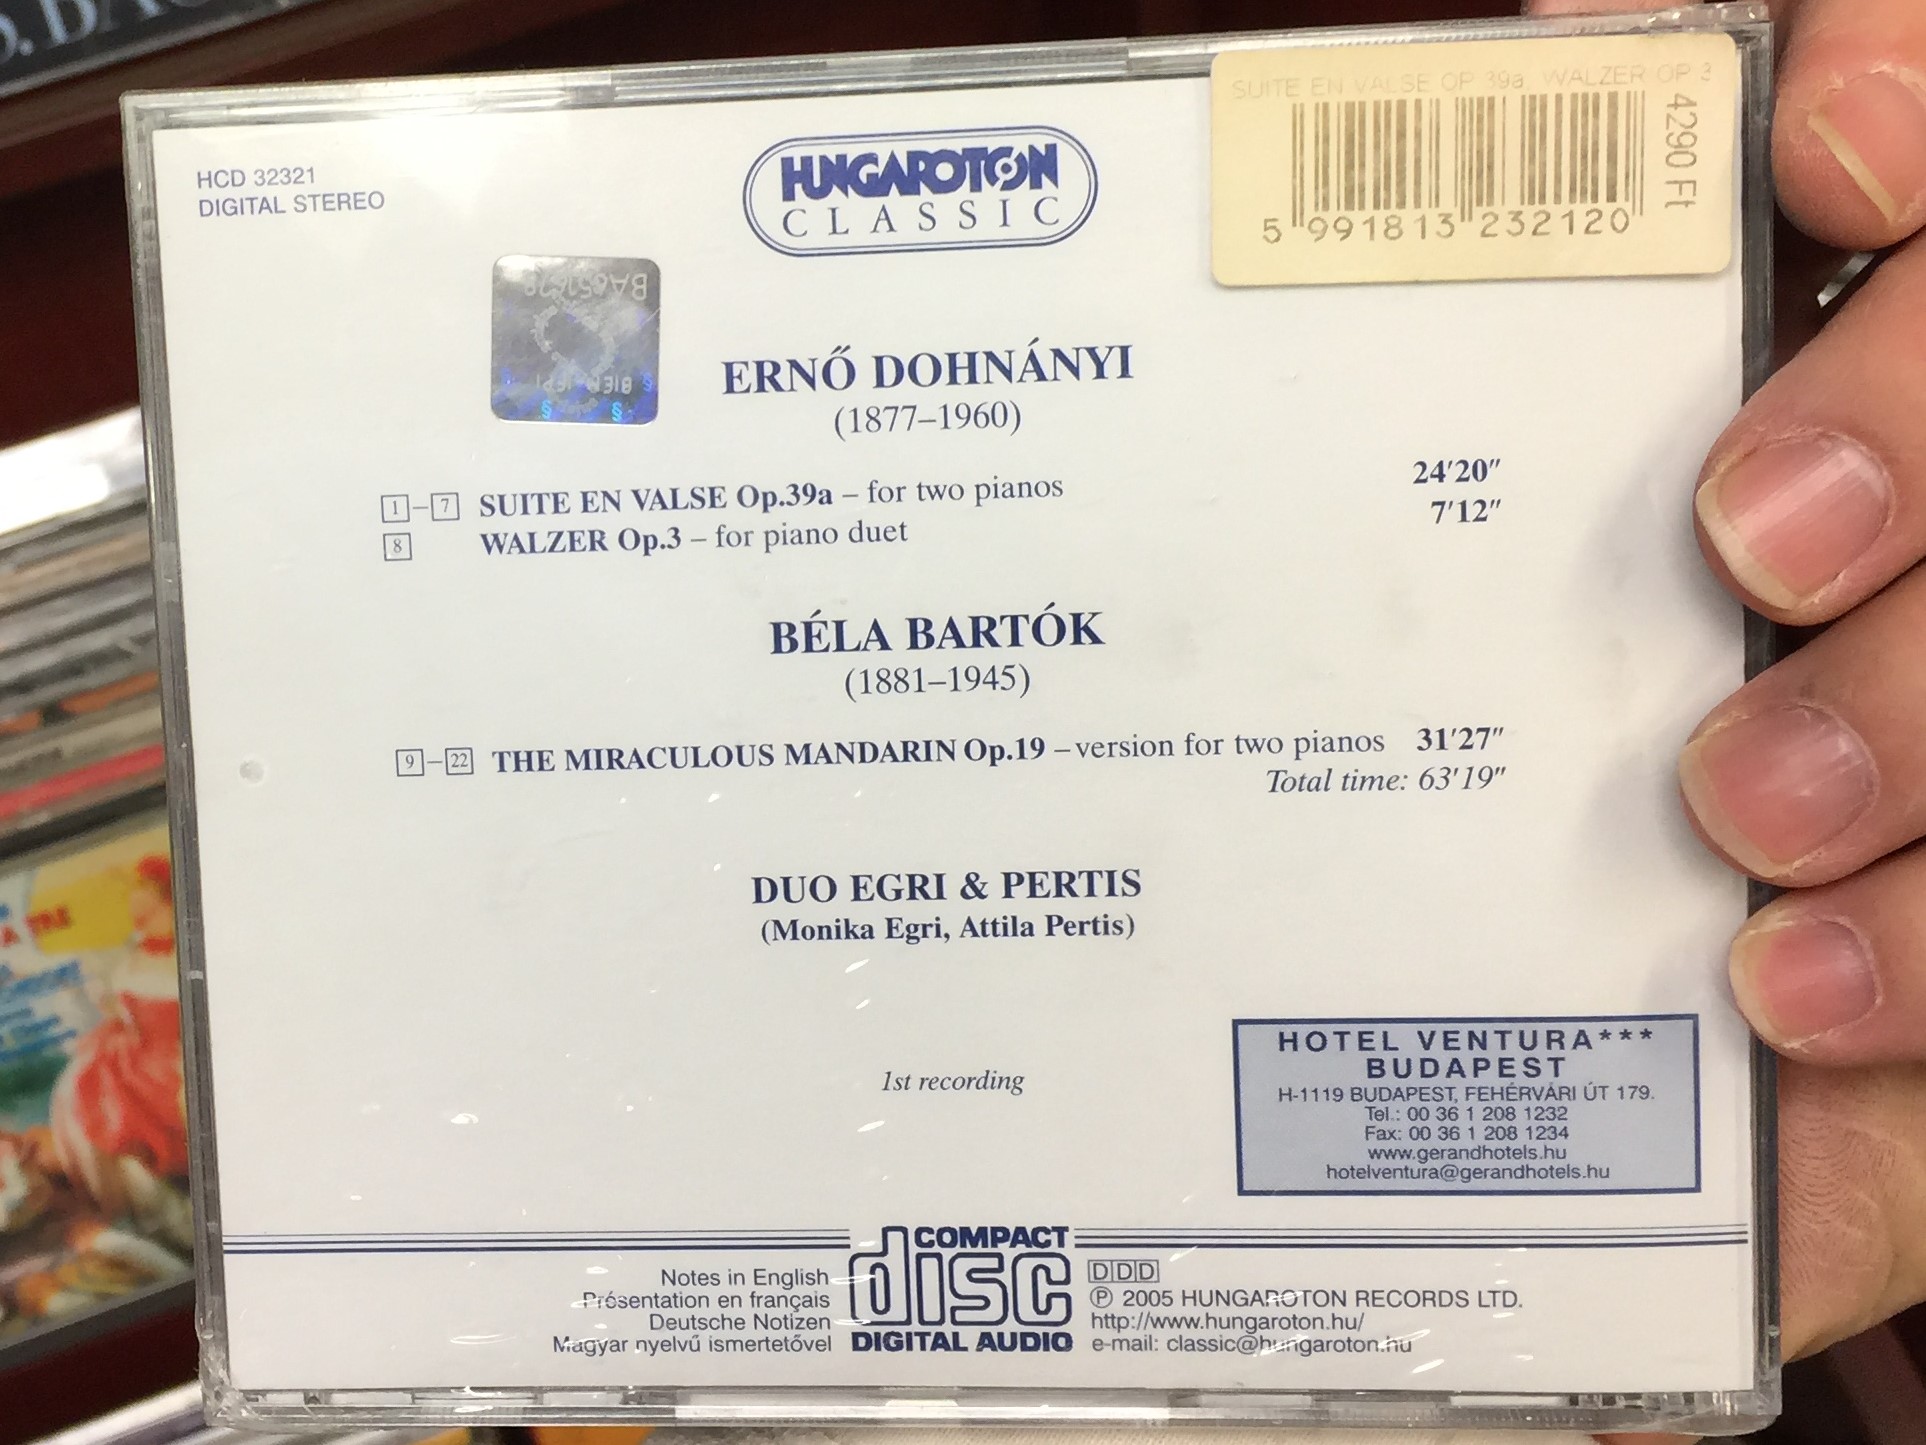 HCD 32321
DIGITAL STEREO
HUNGAROTON
CLASSIC
SUITE EN VALSE OP 39a, WALZER OP 3
4290 Ft
5 991813 232120
ERNŐ DOHNÁNYI
(1877–1960)
1–7 SUITE EN VALSE Op.39a – for two pianos 24'20"
8 WALZER Op.3 – for piano duet 7'12"
BÉLA BARTÓK
(1881–1945)
9–22 THE MIRACULOUS MANDARIN Op.19 – version for two pianos 31'27"
Total time: 63'19"
DUO EGRI & PERTIS
(Monika Egri, Attila Pertis)
1st recording
HOTEL VENTURA***
BUDAPEST
H-1119 BUDAPEST, FEHÉRVÁRI ÚT 179.
Tel.: 00 36 1 208 1232
Fax: 00 36 1 208 1234
www.gerandhotels.hu
hotelventura@gerandhotels.hu
Notes in English
Présentation en français
Deutsche Notizen
Magyar nyelvű ismertetővel
COMPACT
disc
DIGITAL AUDIO
DDD
Ⓟ 2005 HUNGAROTON RECORDS LTD.
http://www.hungaroton.hu/
e-mail: classic@hungaroton.hu